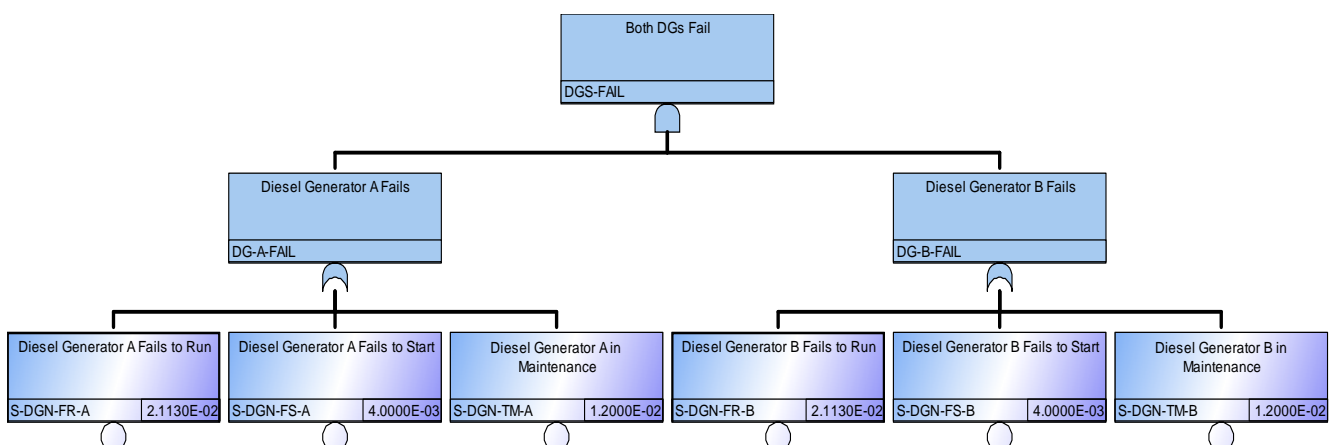 Both DGs Fail
DGS-FAIL
Diesel Generator A Fails
DG-A-FAIL
Diesel Generator B Fails
DG-B-FAIL
Diesel Generator A Fails to Run
S-DGN-FR-A 2.1130E-02
Diesel Generator A Fails to Start
S-DGN-FS-A 4.0000E-03
Diesel Generator A in
Maintenance
S-DGN-TM-A 1.2000E-02
Diesel Generator B Fails to Run
S-DGN-FR-B 2.1130E-02
Diesel Generator B Fails to Start
S-DGN-FS-B 4.0000E-03
Diesel Generator B in
Maintenance
S-DGN-TM-B 1.2000E-02